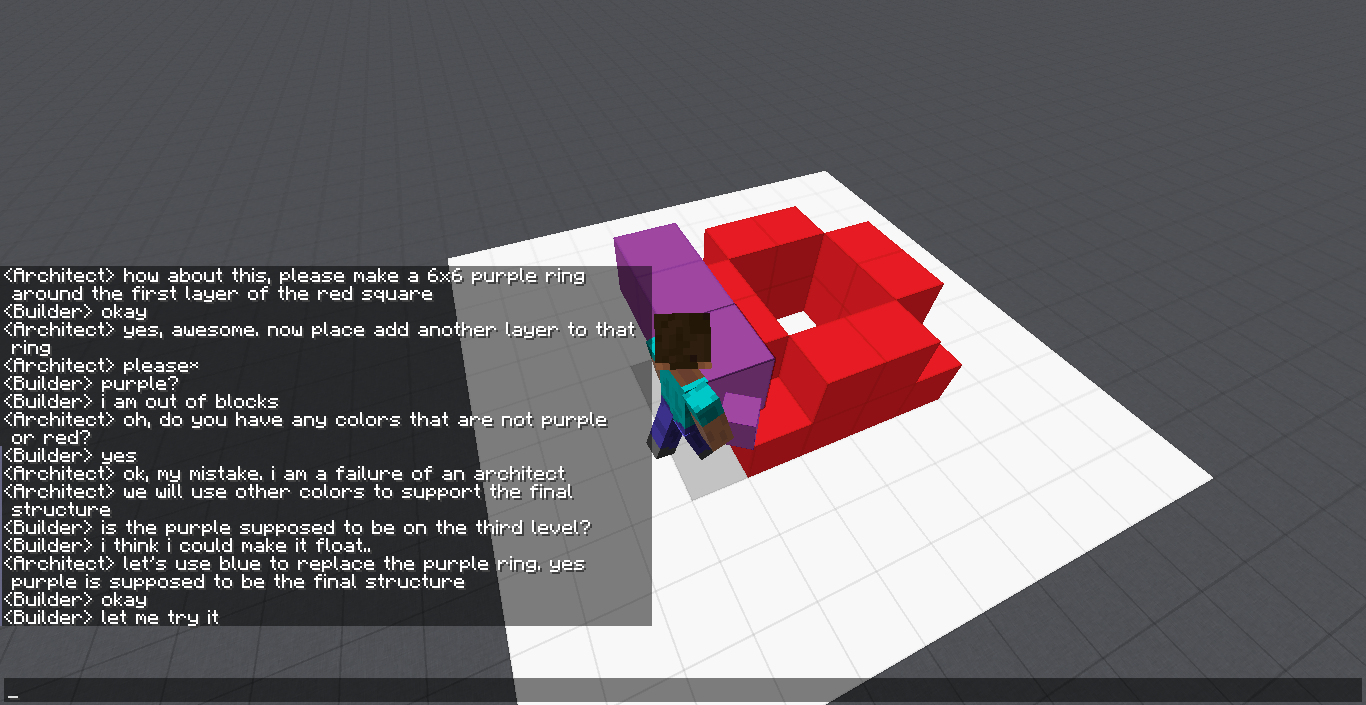 <Architect> how about this, please make a 6x6 purple ring
around the first layer of the red square
<Builder> okay
<Architect> yes, awesome. now place add another layer to that
ring
<Architect> please*
<Builder> purple?
<Builder> i am out of blocks
<Architect> oh, do you have any colors that are not purple
or red?
<Builder> yes
<Architect> ok, my mistake. i am a failure of an architect
<Architect> we will use other colors to support the final
structure
<Builder> is the purple supposed to be on the third level?
<Builder> i think i could make it float..
<Architect> let's use blue to replace the purple ring. yes
purple is supposed to be the final structure
<Builder> okay
<Builder> let me try it
_